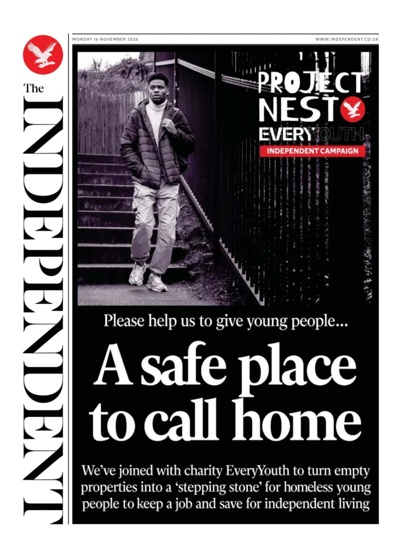 MONDAY 16 NOVEMBER 2026
WWW.INDEPENDENT.CO.UK
The
INDEPENDENT
PROJECT
NEST
EVERYYOUTH
INDEPENDENT CAMPAIGN
Please help us to give young people...
A safe place
to call home
We’ve joined with charity EveryYouth to turn empty
properties into a ‘stepping stone’ for homeless young
people to keep a job and save for independent living